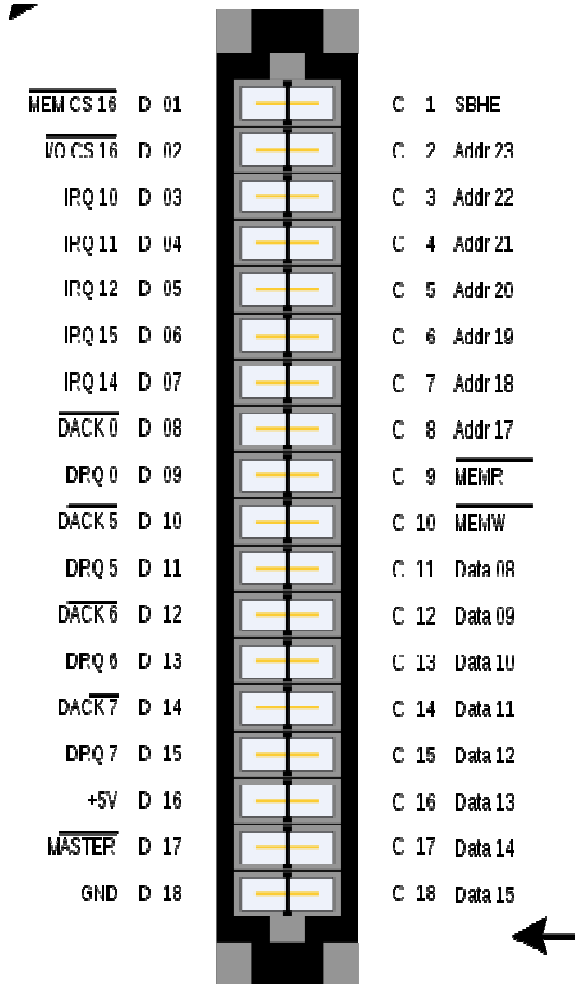 MEM CS 16 D 01 C 1 SBHE
I/O CS 16 D 02 C 2 Addr 23
IRQ 10 D 03 C 3 Addr 22
IRQ 11 D 04 C 4 Addr 21
IRQ 12 D 05 C 5 Addr 20
IRQ 15 D 06 C 6 Addr 19
IRQ 14 D 07 C 7 Addr 18
DACK 0 D 08 C 8 Addr 17
DRQ 0 D 09 C 9 MEMR
DACK 5 D 10 C 10 MEMW
DRQ 5 D 11 C 11 Data 08
DACK 6 D 12 C 12 Data 09
DRQ 6 D 13 C 13 Data 10
DACK 7 D 14 C 14 Data 11
DRQ 7 D 15 C 15 Data 12
+5V D 16 C 16 Data 13
MASTER D 17 C 17 Data 14
GND D 18 C 18 Data 15